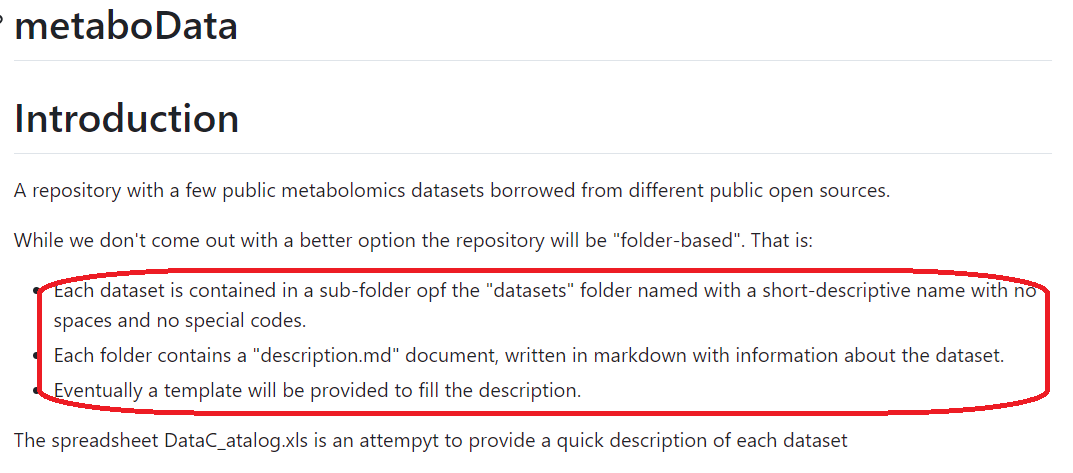 metaboData
Introduction
A repository with a few public metabolomics datasets borrowed from different public open sources.
While we don't come out with a better option the repository will be "folder-based". That is:
Each dataset is contained in a sub-folder opf the "datasets" folder named with a short-descriptive name with no
spaces and no special codes.
Each folder contains a "description.md" document, written in markdown with information about the dataset.
Eventually a template will be provided to fill the description.
The spreadsheet DataC_atalog.xls is an attempyt to provide a quick description of each dataset